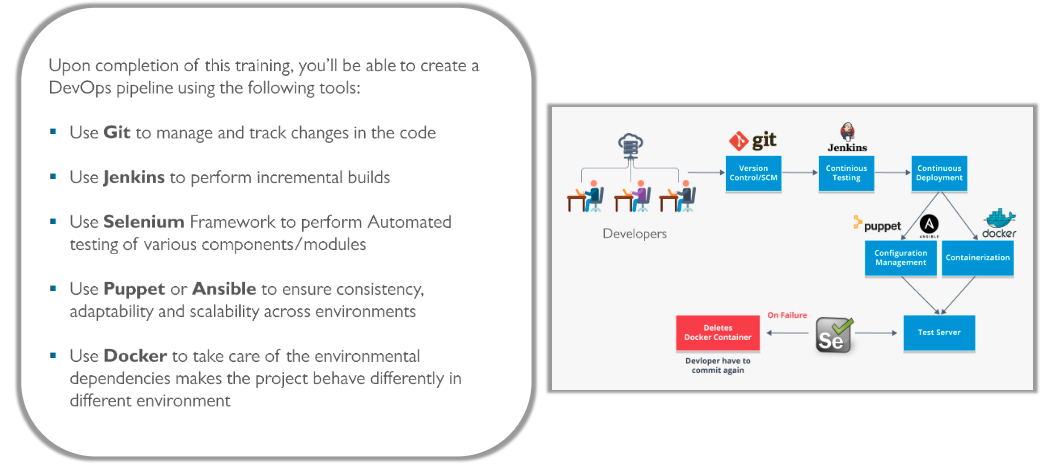 Upon completion of this training, you'll be able to create a
DevOps pipeline using the following tools:
▪ Use Git to manage and track changes in the code
▪ Use Jenkins to perform incremental builds
▪ Use Selenium Framework to perform Automated
testing of various components/modules
▪ Use Puppet or Ansible to ensure consistency,
adaptability and scalability across environments
▪ Use Docker to take care of the environmental
dependencies makes the project behave differently in
different environment
git
Jenkins
Version
Control/SCM
Continious
Testing
Continuous
Deployment
Developers
puppet
ANSIBLE
docker
Configuration
Management
Containerization
On Failure
Deletes
Docker Container
Se
Test Server
Devloper have to
commit again